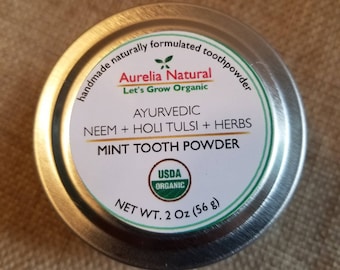 handmade naturally formulated toothpowder
Aurelia Natural
Let's Grow Organic
AYURVEDIC
NEEM + HOLI TULSI + HERBS
MINT TOOTH POWDER
USDA
ORGANIC
NET WT. 2 Oz (56 g)